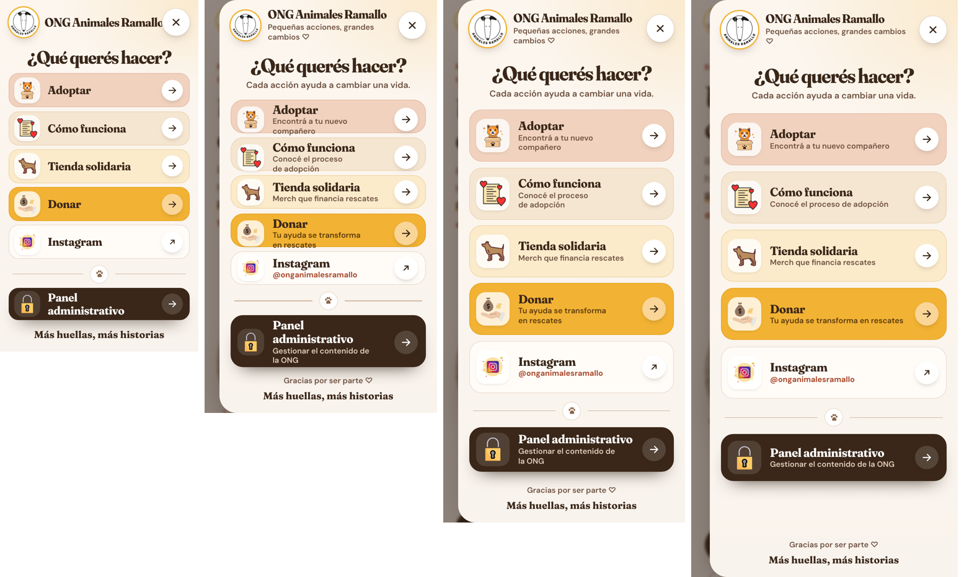 ONG Animales Ramallo
¿Qué querés hacer?
Adoptar
Cómo funciona
Tienda solidaria
Donar
Instagram
Panel
administrativo
Más huellas, más historias
ONG Animales Ramallo
Pequeñas acciones, grandes
cambios ♡
¿Qué querés hacer?
Cada acción ayuda a cambiar una vida.
Adoptar
Encontrá a tu nuevo
compañero
Cómo funciona
Conocé el proceso
de adopción
Tienda solidaria
Merch que financia rescates
Donar
Tu ayuda se transforma
en rescates
Instagram
@onganimalesramallo
Panel
administrativo
Gestionar el contenido de
la ONG
Gracias por ser parte ♡
Más huellas, más historias
ONG Animales Ramallo
Pequeñas acciones, grandes
cambios ♡
¿Qué querés hacer?
Cada acción ayuda a cambiar una vida.
Adoptar
Encontrá a tu nuevo
compañero
Cómo funciona
Conocé el proceso
de adopción
Tienda solidaria
Merch que financia rescates
Donar
Tu ayuda se transforma
en rescates
Instagram
@onganimalesramallo
Panel administrativo
Gestionar el contenido de
la ONG
Gracias por ser parte ♡
Más huellas, más historias
ONG Animales Ramallo
Pequeñas acciones, grandes cambios
♡
¿Qué querés hacer?
Cada acción ayuda a cambiar una vida.
Adoptar
Encontrá a tu nuevo compañero
Cómo funciona
Conocé el proceso de adopción
Tienda solidaria
Merch que financia rescates
Donar
Tu ayuda se transforma en rescates
Instagram
@onganimalesramallo
Panel administrativo
Gestionar el contenido de la ONG
Gracias por ser parte ♡
Más huellas, más historias